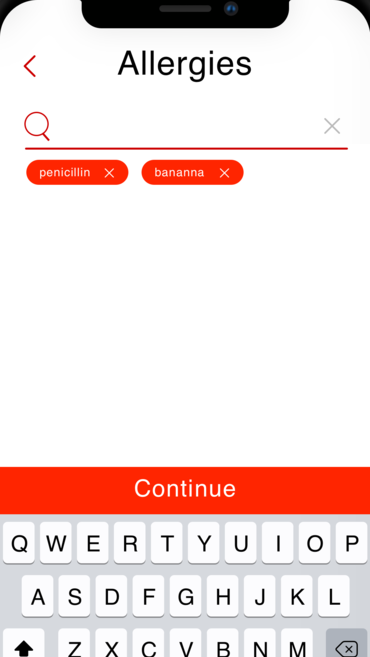 Allergies
penicillin bananna
Continue
Q W E R T Y U I O P
A S D F G H J K L
Z X C V B N M